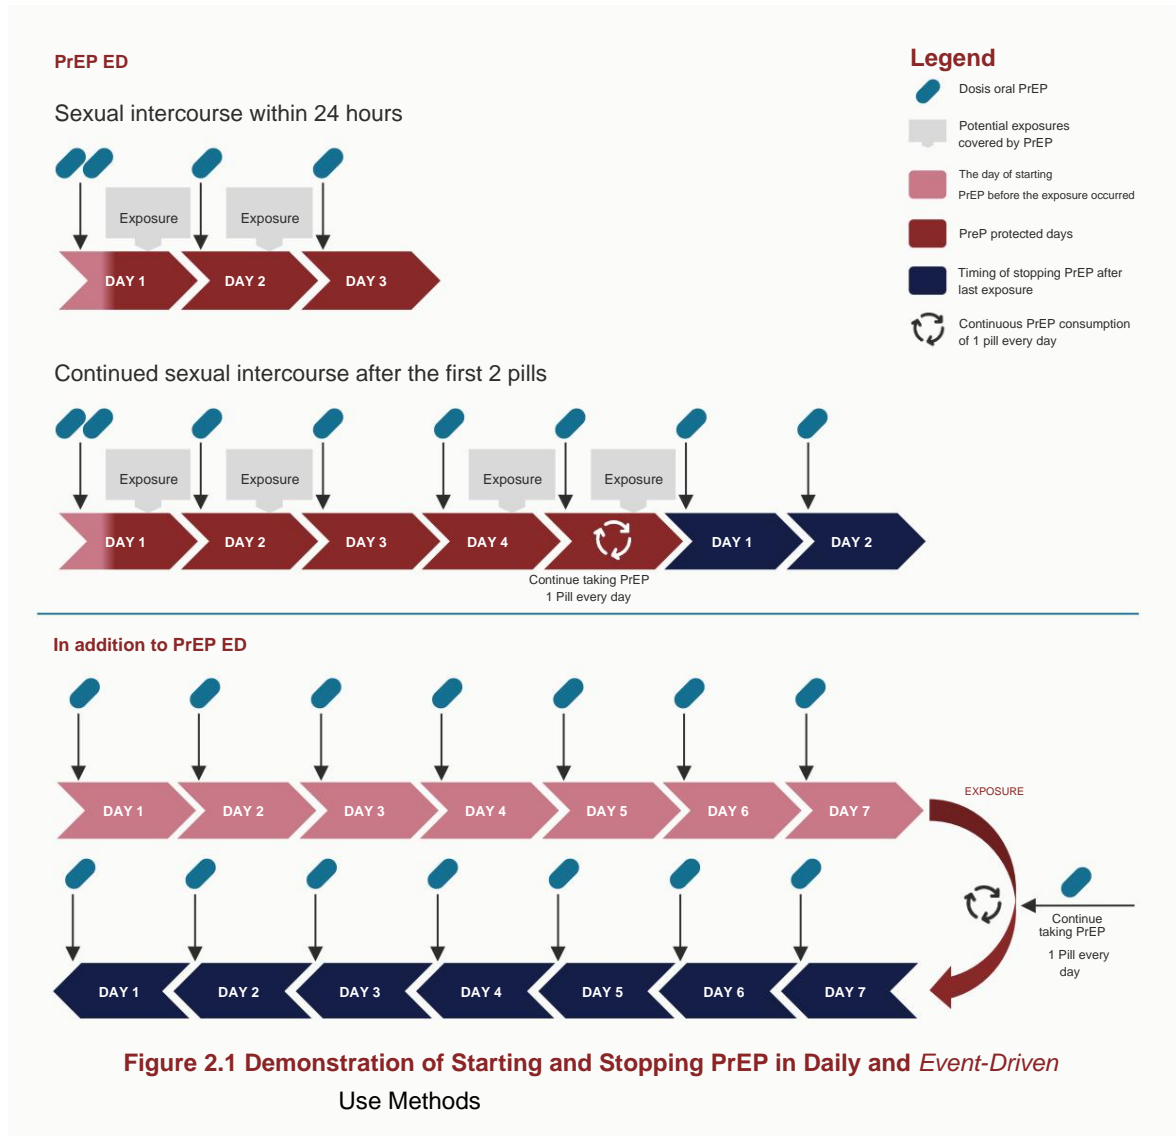 PrEP ED
Sexual intercourse within 24 hours
Exposure
Exposure
DAY 1
DAY 2
DAY 3
Legend
Dosis oral PrEP
Potential exposures
covered by PrEP
The day of starting
PrEP before the exposure occurred
PreP protected days
Timing of stopping PrEP after
last exposure
Continuous PrEP consumption
of 1 pill every day
Continued sexual intercourse after the first 2 pills
Exposure
Exposure
Exposure
Exposure
DAY 1
DAY 2
DAY 3
DAY 4
DAY 1
DAY 2
Continue taking PrEP
1 Pill every day
In addition to PrEP ED
DAY 1
DAY 2
DAY 3
DAY 4
DAY 5
DAY 6
DAY 7
EXPOSURE
Continue
taking PrEP
1 Pill every
day
DAY 1
DAY 2
DAY 3
DAY 4
DAY 5
DAY 6
DAY 7
Figure 2.1 Demonstration of Starting and Stopping PrEP in Daily and Event-Driven
Use Methods